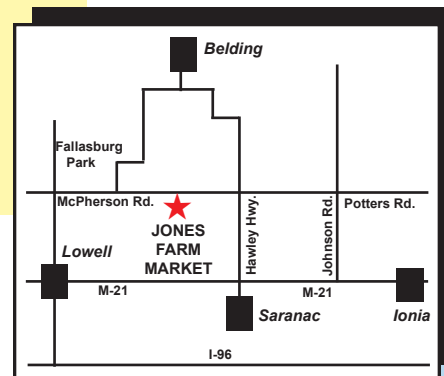 Belding
Fallasburg
Park
McPherson Rd.
Hawley Hwy.
Johnson Rd.
Potters Rd.
JONES
FARM
MARKET
Lowell
M-21
M-21
Saranac
Ionia
I-96